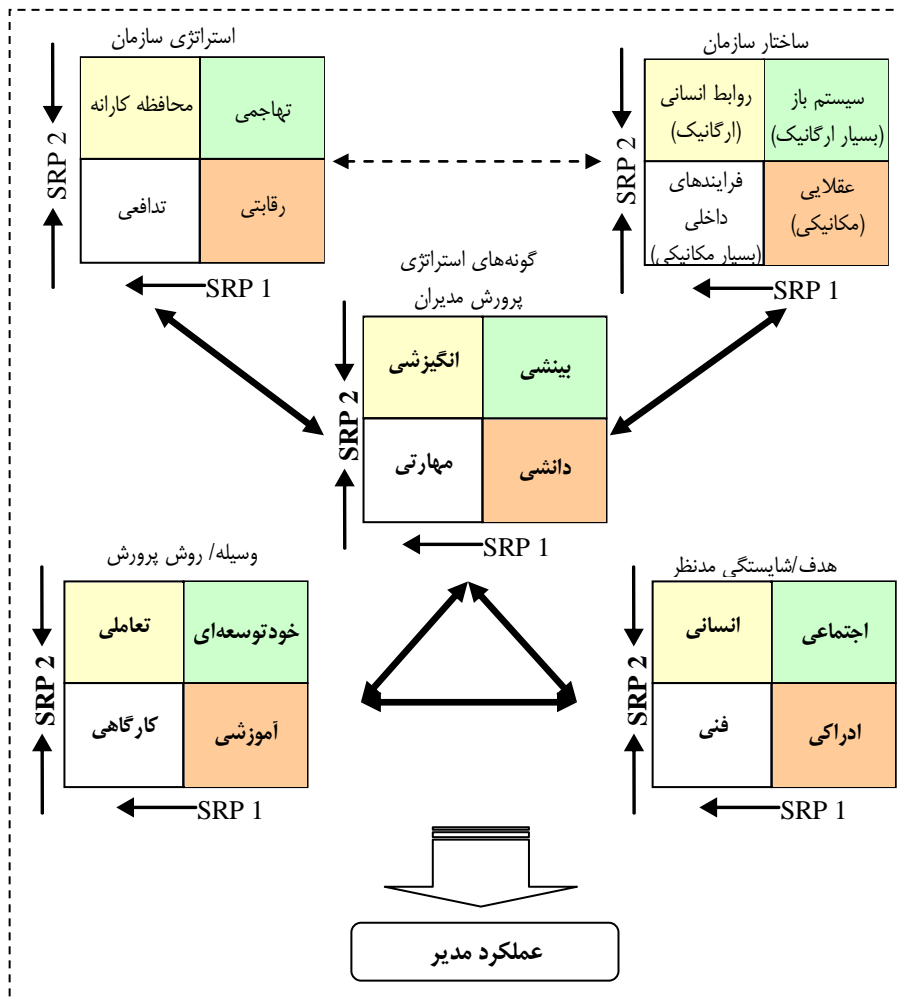 ساختار سازمان
روابط انسانی
(ارگانیک)
سیستم باز
(بسیار ارگانیک)
فرایندهای
داخلی
(بسیار مکانیکی)
عقلایی
(مکانیکی)
SRP 2
SRP 1
استراتژی سازمان
محافظه کارانه
تهاجمی
تدافعی
رقابتی
SRP 2
SRP 1
گونه‌های استراتژی
پرورش مدیران
انگیزشی
بینشی
مهارتی
دانشی
SRP 2
SRP 1
هدف/شایستگی مدنظر
انسانی
اجتماعی
فنی
ادراکی
SRP 2
SRP 1
وسیله/ روش پرورش
تعاملی
خودتوسعه‌ای
کارگاهی
آموزشی
SRP 2
SRP 1
عملکرد مدیر